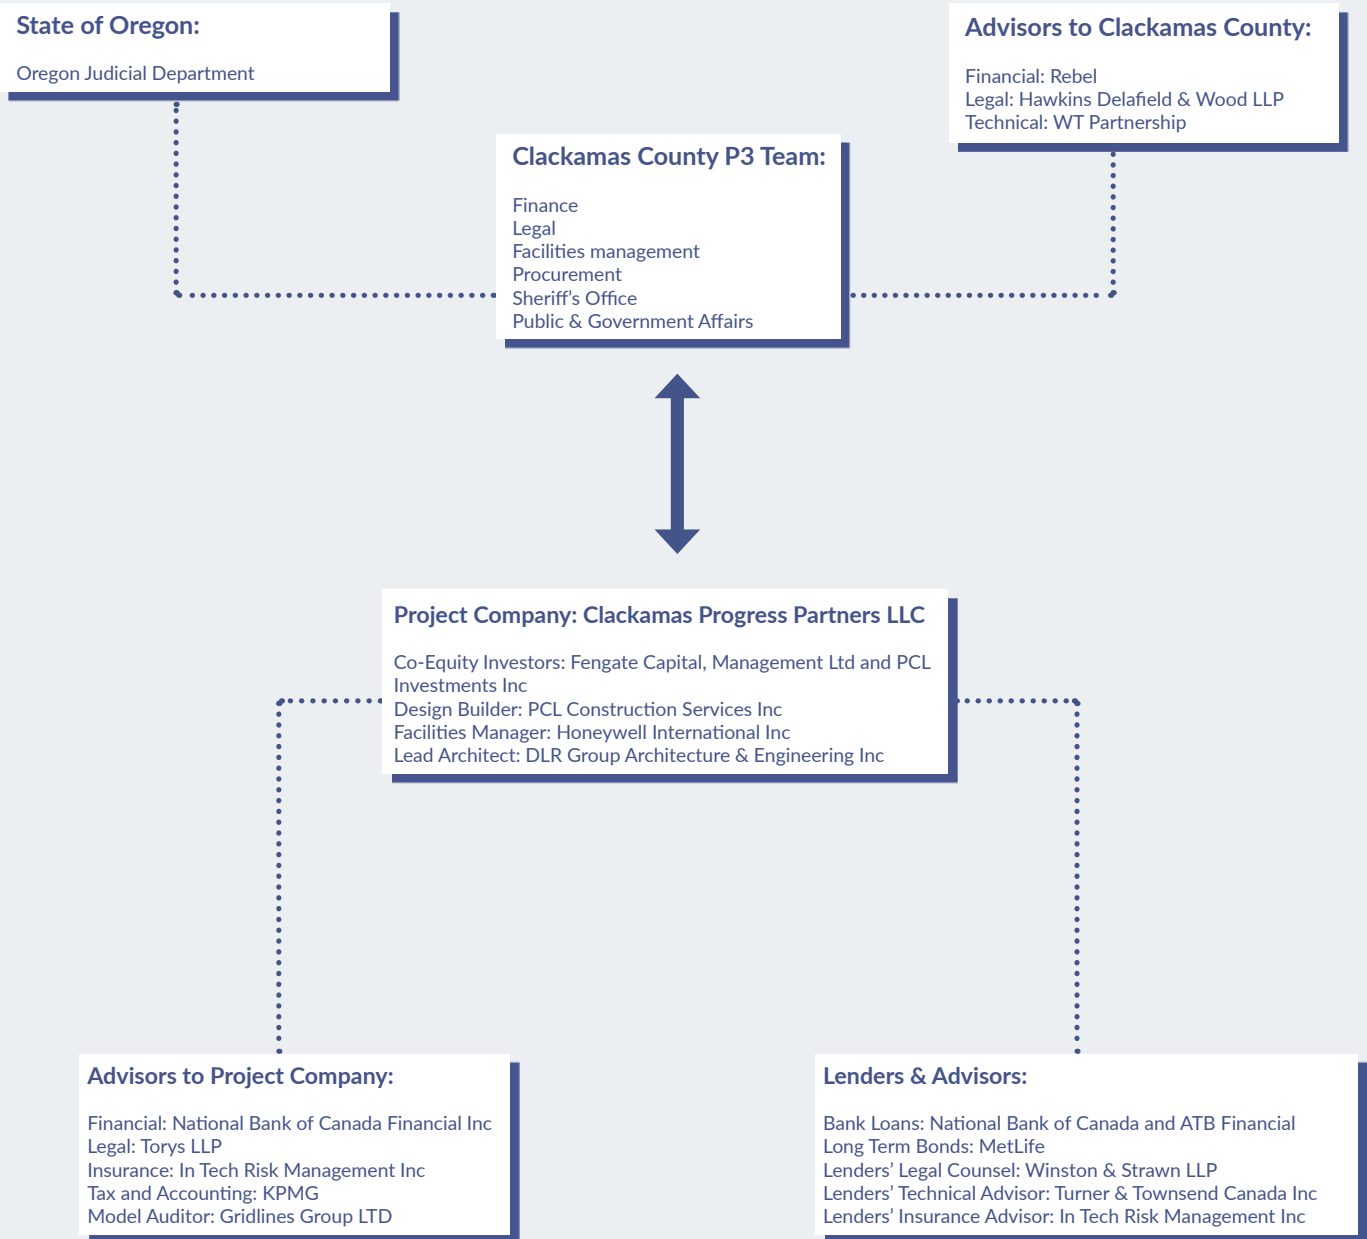 State of Oregon:
Oregon Judicial Department
Advisors to Clackamas County:
Financial: Rebel
Legal: Hawkins Delafield & Wood LLP
Technical: WT Partnership
Clackamas County P3 Team:
Finance
Legal
Facilities management
Procurement
Sheriff’s Office
Public & Government Affairs
Project Company: Clackamas Progress Partners LLC
Co-Equity Investors: Fengate Capital, Management Ltd and PCL
Investments Inc
Design Builder: PCL Construction Services Inc
Facilities Manager: Honeywell International Inc
Lead Architect: DLR Group Architecture & Engineering Inc
Advisors to Project Company:
Financial: National Bank of Canada Financial Inc
Legal: Torys LLP
Insurance: In Tech Risk Management Inc
Tax and Accounting: KPMG
Model Auditor: Gridlines Group LTD
Lenders & Advisors:
Bank Loans: National Bank of Canada and ATB Financial
Long Term Bonds: MetLife
Lenders’ Legal Counsel: Winston & Strawn LLP
Lenders’ Technical Advisor: Turner & Townsend Canada Inc
Lenders’ Insurance Advisor: In Tech Risk Management Inc